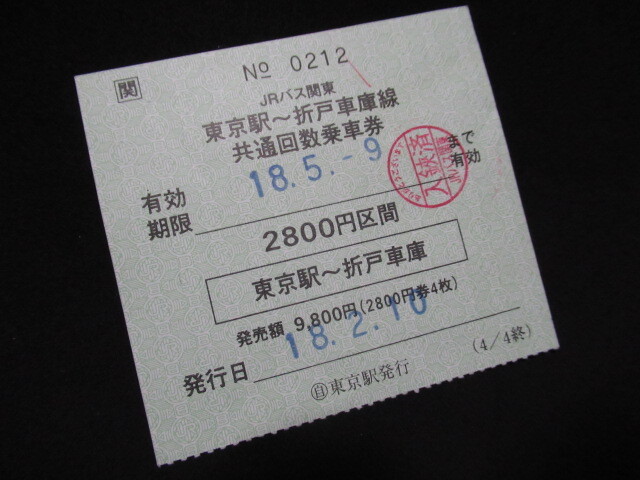 関
No 0212
JRバス関東
東京駅～折戸車庫線
共通回数乗車券
有効期限 18.5.-9 まで有効
入鋏済
2800円区間
東京駅～折戸車庫
発売額 9,800円(2800円券4枚)
発行日 18.2.10
(4/4終)
自東京駅発行